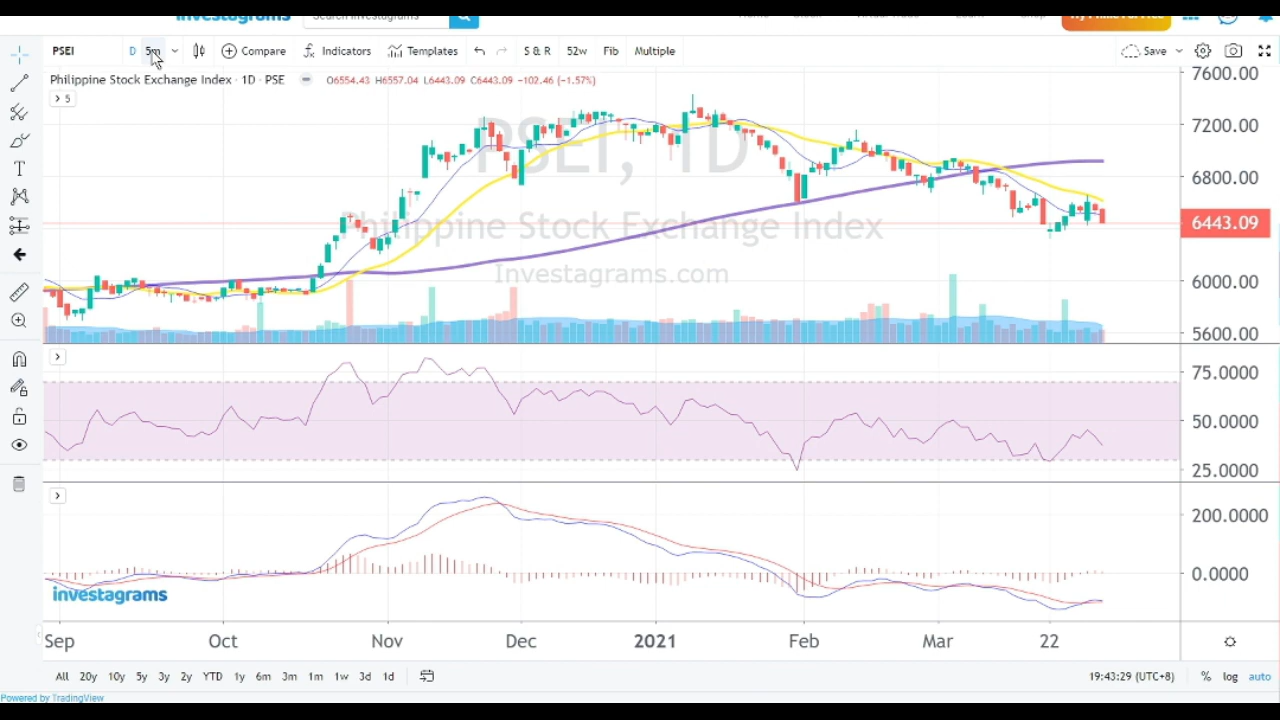 investagrams Search Investagrams
PSEI D 5m Compare Indicators Templates S & R 52w Fib Multiple Save
Philippine Stock Exchange Index · 1D · PSE O6554.43 H6557.04 L6443.09 C6443.09 −102.46 (−1.57%)
5
7600.00
7200.00
PSEI, 1D
6800.00
Philippine Stock Exchange Index
6443.09
Investagrams.com
6000.00
5600.00
75.0000
50.0000
25.0000
200.0000
0.0000
investagrams
Sep Oct Nov Dec 2021 Feb Mar 22
All 20y 10y 5y 3y 2y YTD 1y 6m 3m 1m 1w 3d 1d 19:43:29 (UTC+8) % log auto
Powered by TradingView